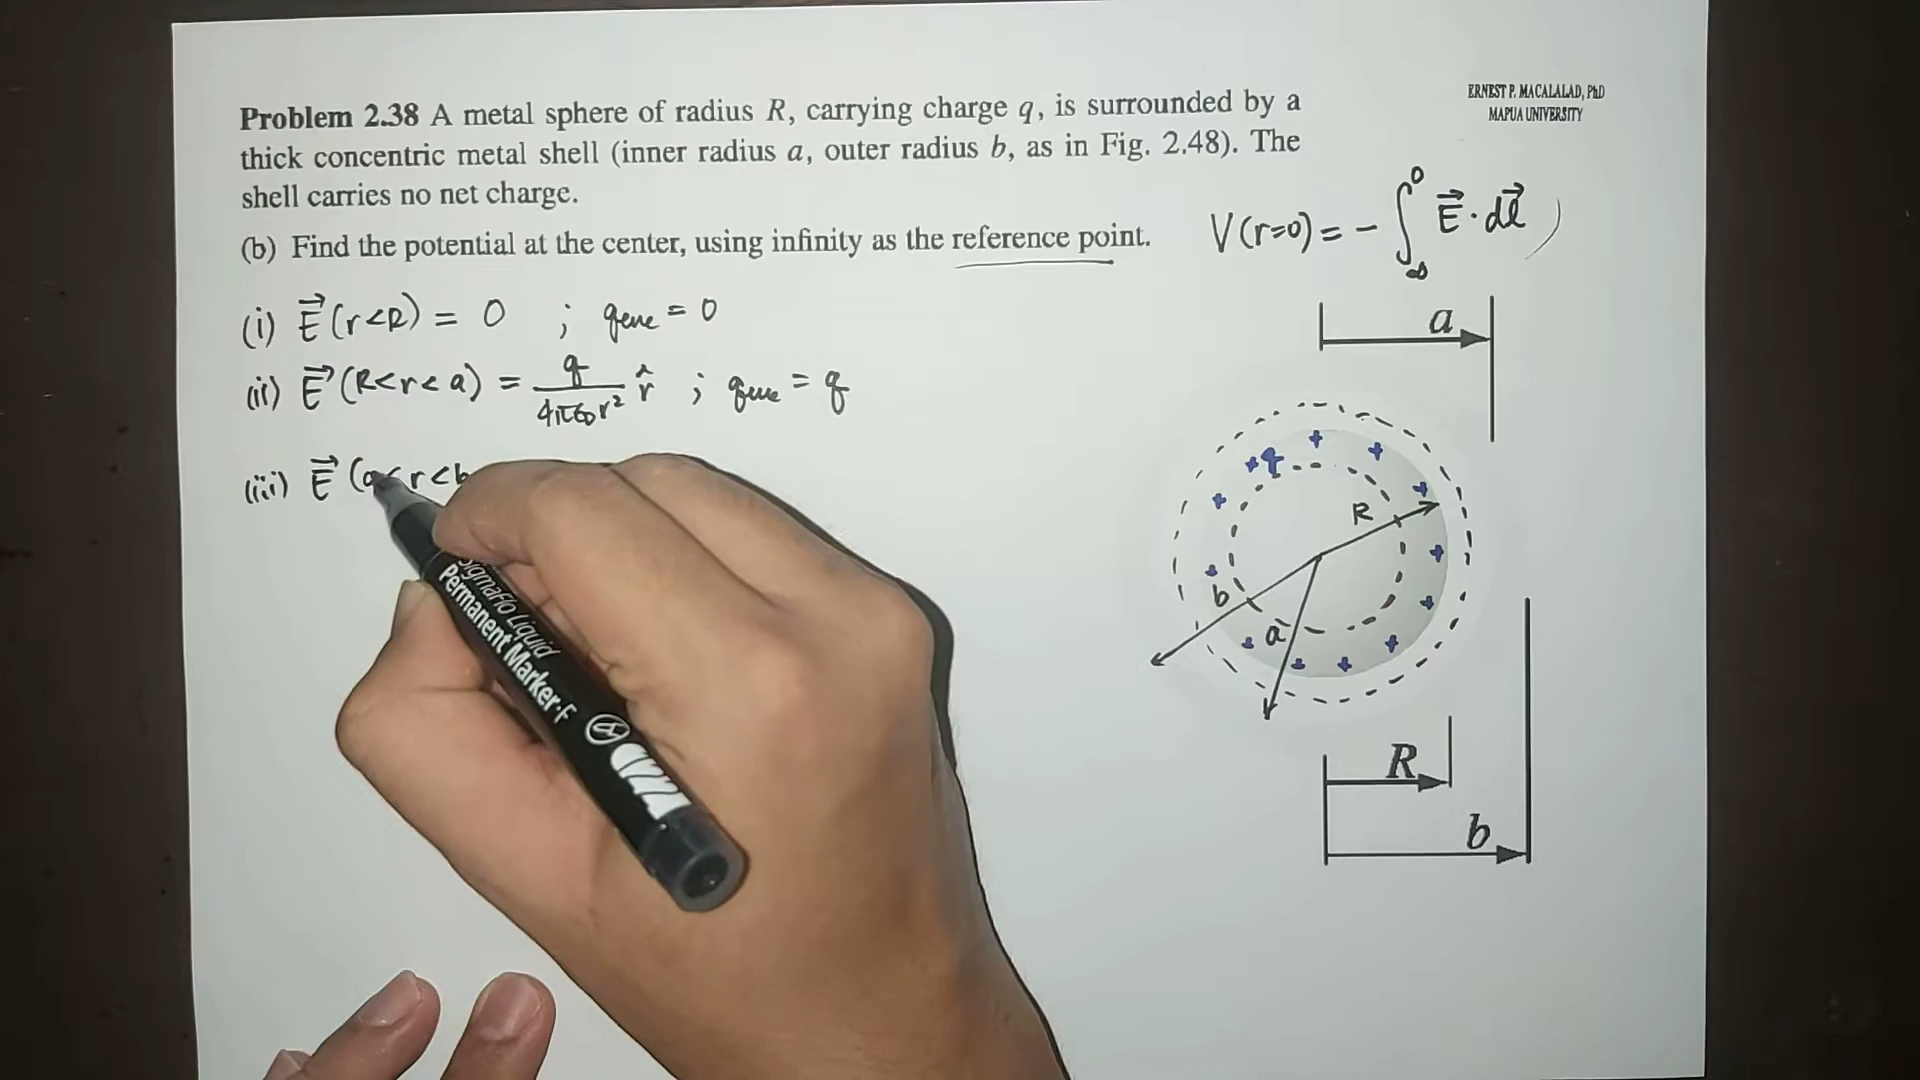 Problem 2.38 A metal sphere of radius R, carrying charge q, is surrounded by a
thick concentric metal shell (inner radius a, outer radius b, as in Fig. 2.48). The
shell carries no net charge.
(b) Find the potential at the center, using infinity as the reference point.
ERNEST P. MACALALAD, PhD
MAPUA UNIVERSITY
V(r=0) = - ∫_∞^0 E⃗ · dl⃗
(i) E⃗ (r<R) = 0 ; qenc = 0
(ii) E⃗ (R<r<a) = q / 4πε₀r² r̂ ; qenc = q
(iii) E⃗ (a<r<b
a
+q
R
b
a
R
b
SigmaFlo Liquid
Permanent Marker·F